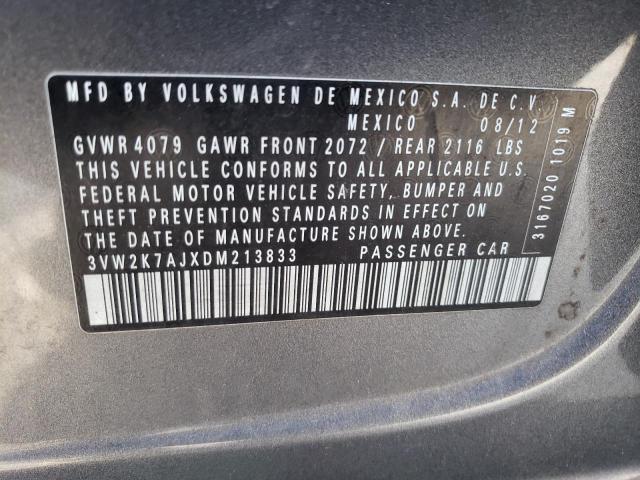 MFD BY VOLKSWAGEN DE MEXICO S.A. DE C.V.
MEXICO 08/12
GVWR 4079 GAWR FRONT 2072 / REAR 2116 LBS
THIS VEHICLE CONFORMS TO ALL APPLICABLE U.S.
FEDERAL MOTOR VEHICLE SAFETY, BUMPER AND
THEFT PREVENTION STANDARDS IN EFFECT ON
THE DATE OF MANUFACTURE SHOWN ABOVE.
3VW2K7AJXDM213833 PASSENGER CAR
3167020 1019 M